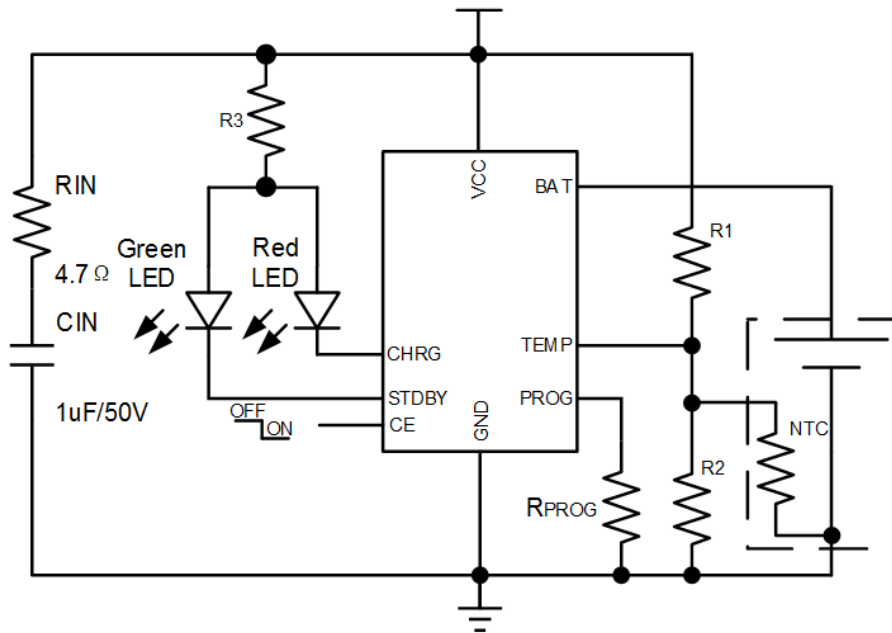 R3
VCC
BAT
RIN
Green
LED
Red
LED
R1
4.7 Ω
CIN
CHRG
TEMP
STDBY
PROG
1uF/50V
OFF
ON
CE
GND
NTC
R2
RPROG